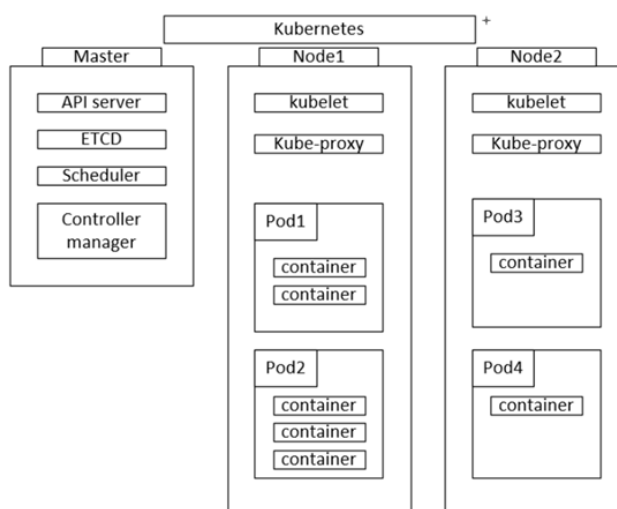 Kubernetes
+
Master
API server
ETCD
Scheduler
Controller
manager
Node1
kubelet
Kube-proxy
Pod1
container
container
Pod2
container
container
container
Node2
kubelet
Kube-proxy
Pod3
container
Pod4
container